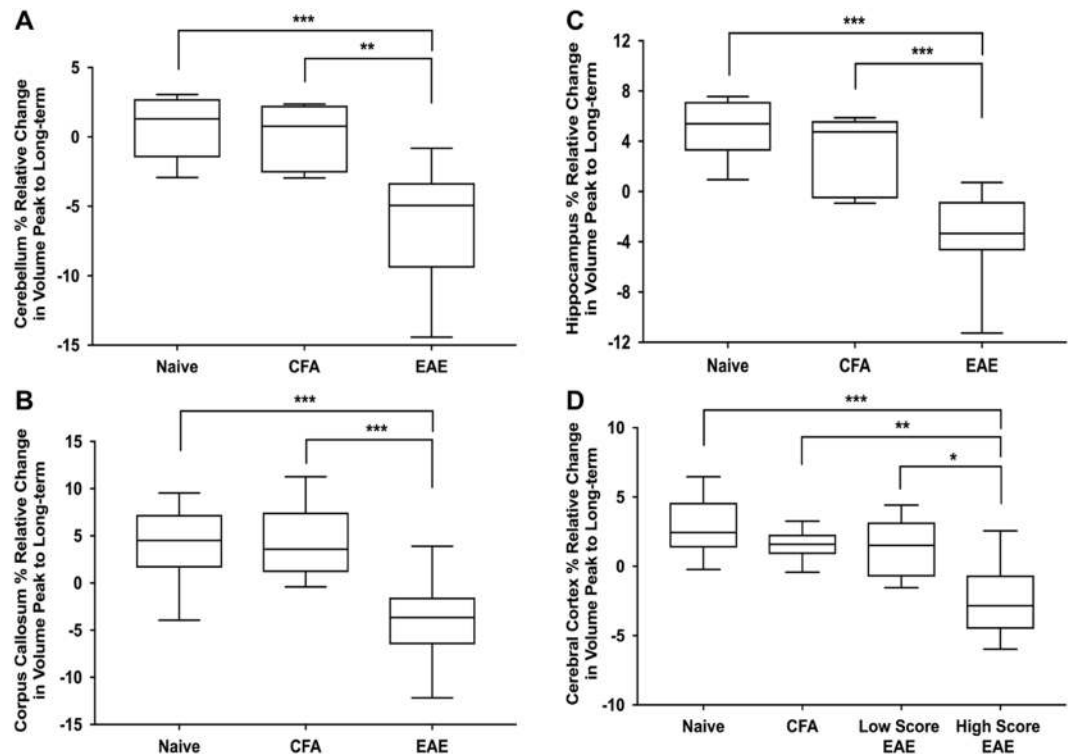 A
Cerebellum % Relative Change
in Volume Peak to Long-term
***
**
5
0
-5
-10
-15
Naive
CFA
EAE
B
Corpus Callosum % Relative Change
in Volume Peak to Long-term
***
***
15
10
5
0
-5
-10
-15
Naive
CFA
EAE
C
Hippocampus % Relative Change
in Volume Peak to Long-term
***
***
12
8
4
0
-4
-8
-12
Naive
CFA
EAE
D
Cerebral Cortex % Relative Change
in Volume Peak to Long-term
***
**
*
10
5
0
-5
-10
Naive
CFA
Low Score
EAE
High Score
EAE